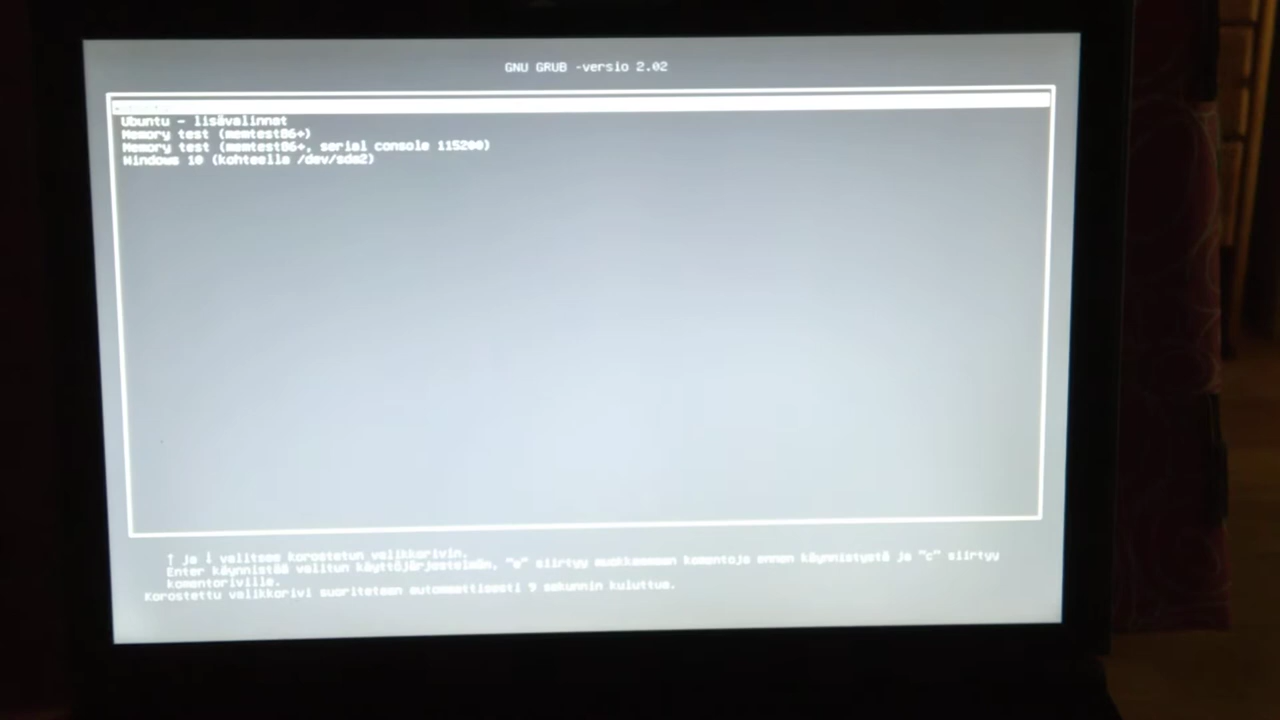 GNU GRUB -versio 2.02
Ubuntu - lisävalinnat
Memory test (memtest86+)
Memory test (memtest86+, serial console 115200)
Windows 10 (kohteella /dev/sda2)
↑ ja ↓ valitsee korostetun valikkorivin.
Enter käynnistää valitun käyttöjärjestelmän, "e" siirtyy muokkaamaan komentoja ennen käynnistystä ja "c" siirtyy
komentoriville.
Korostettu valikkorivi suoritetaan automaattisesti 9 sekunnin kuluttua.